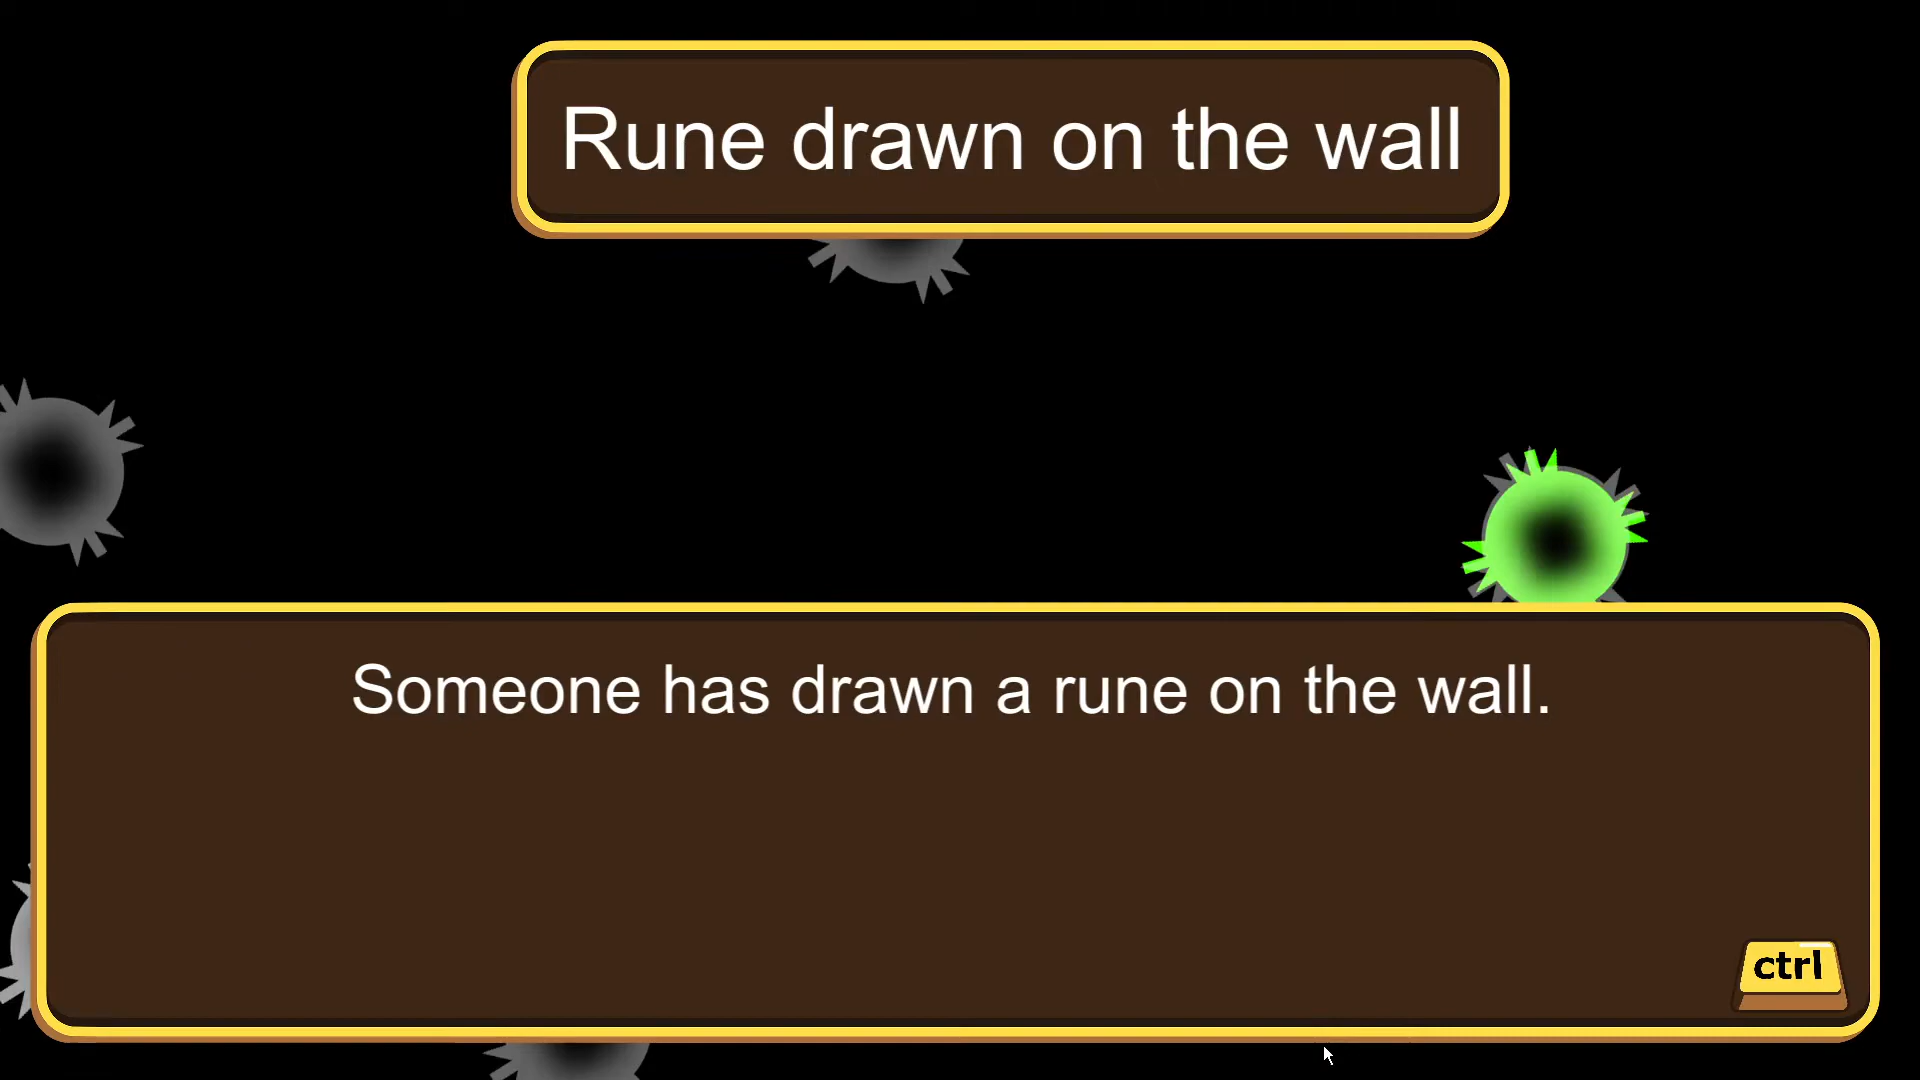 Rune drawn on the wall
Someone has drawn a rune on the wall.
ctrl